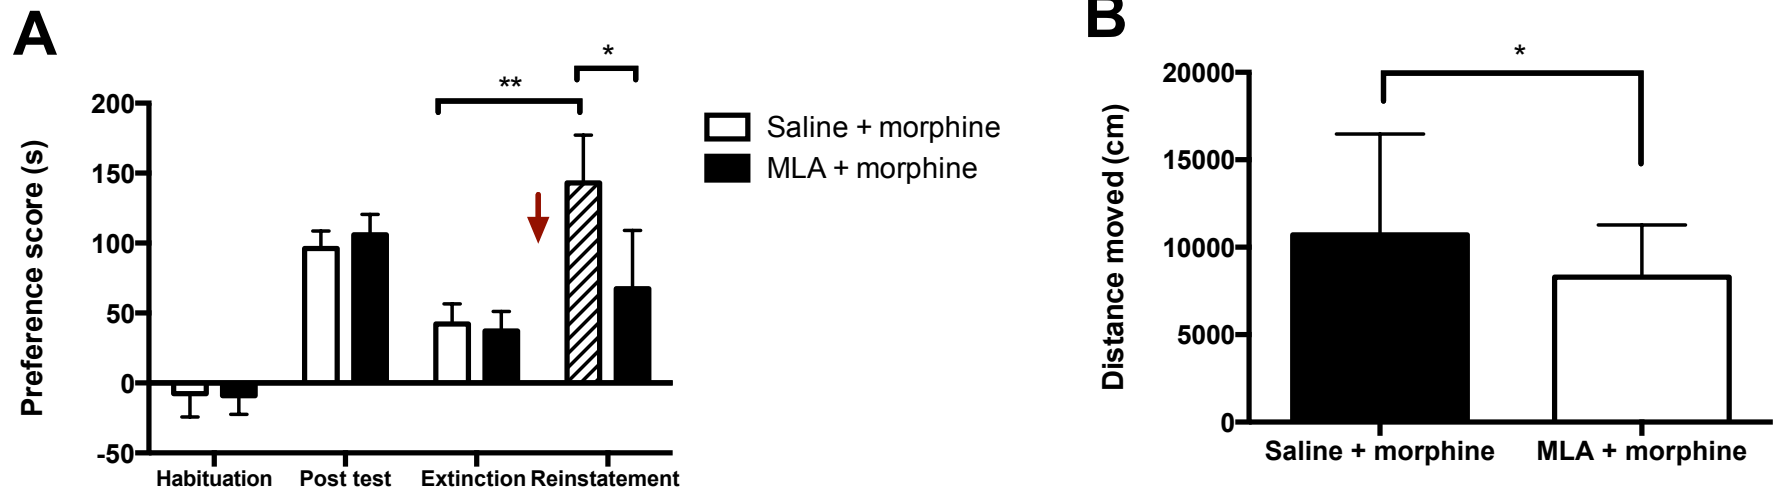 A
Preference score (s)
200
150
100
50
0
-50
**
*
Habituation Post test Extinction Reinstatement
Saline + morphine
MLA + morphine
B
Distance moved (cm)
20000
15000
10000
5000
0
*
Saline + morphine MLA + morphine